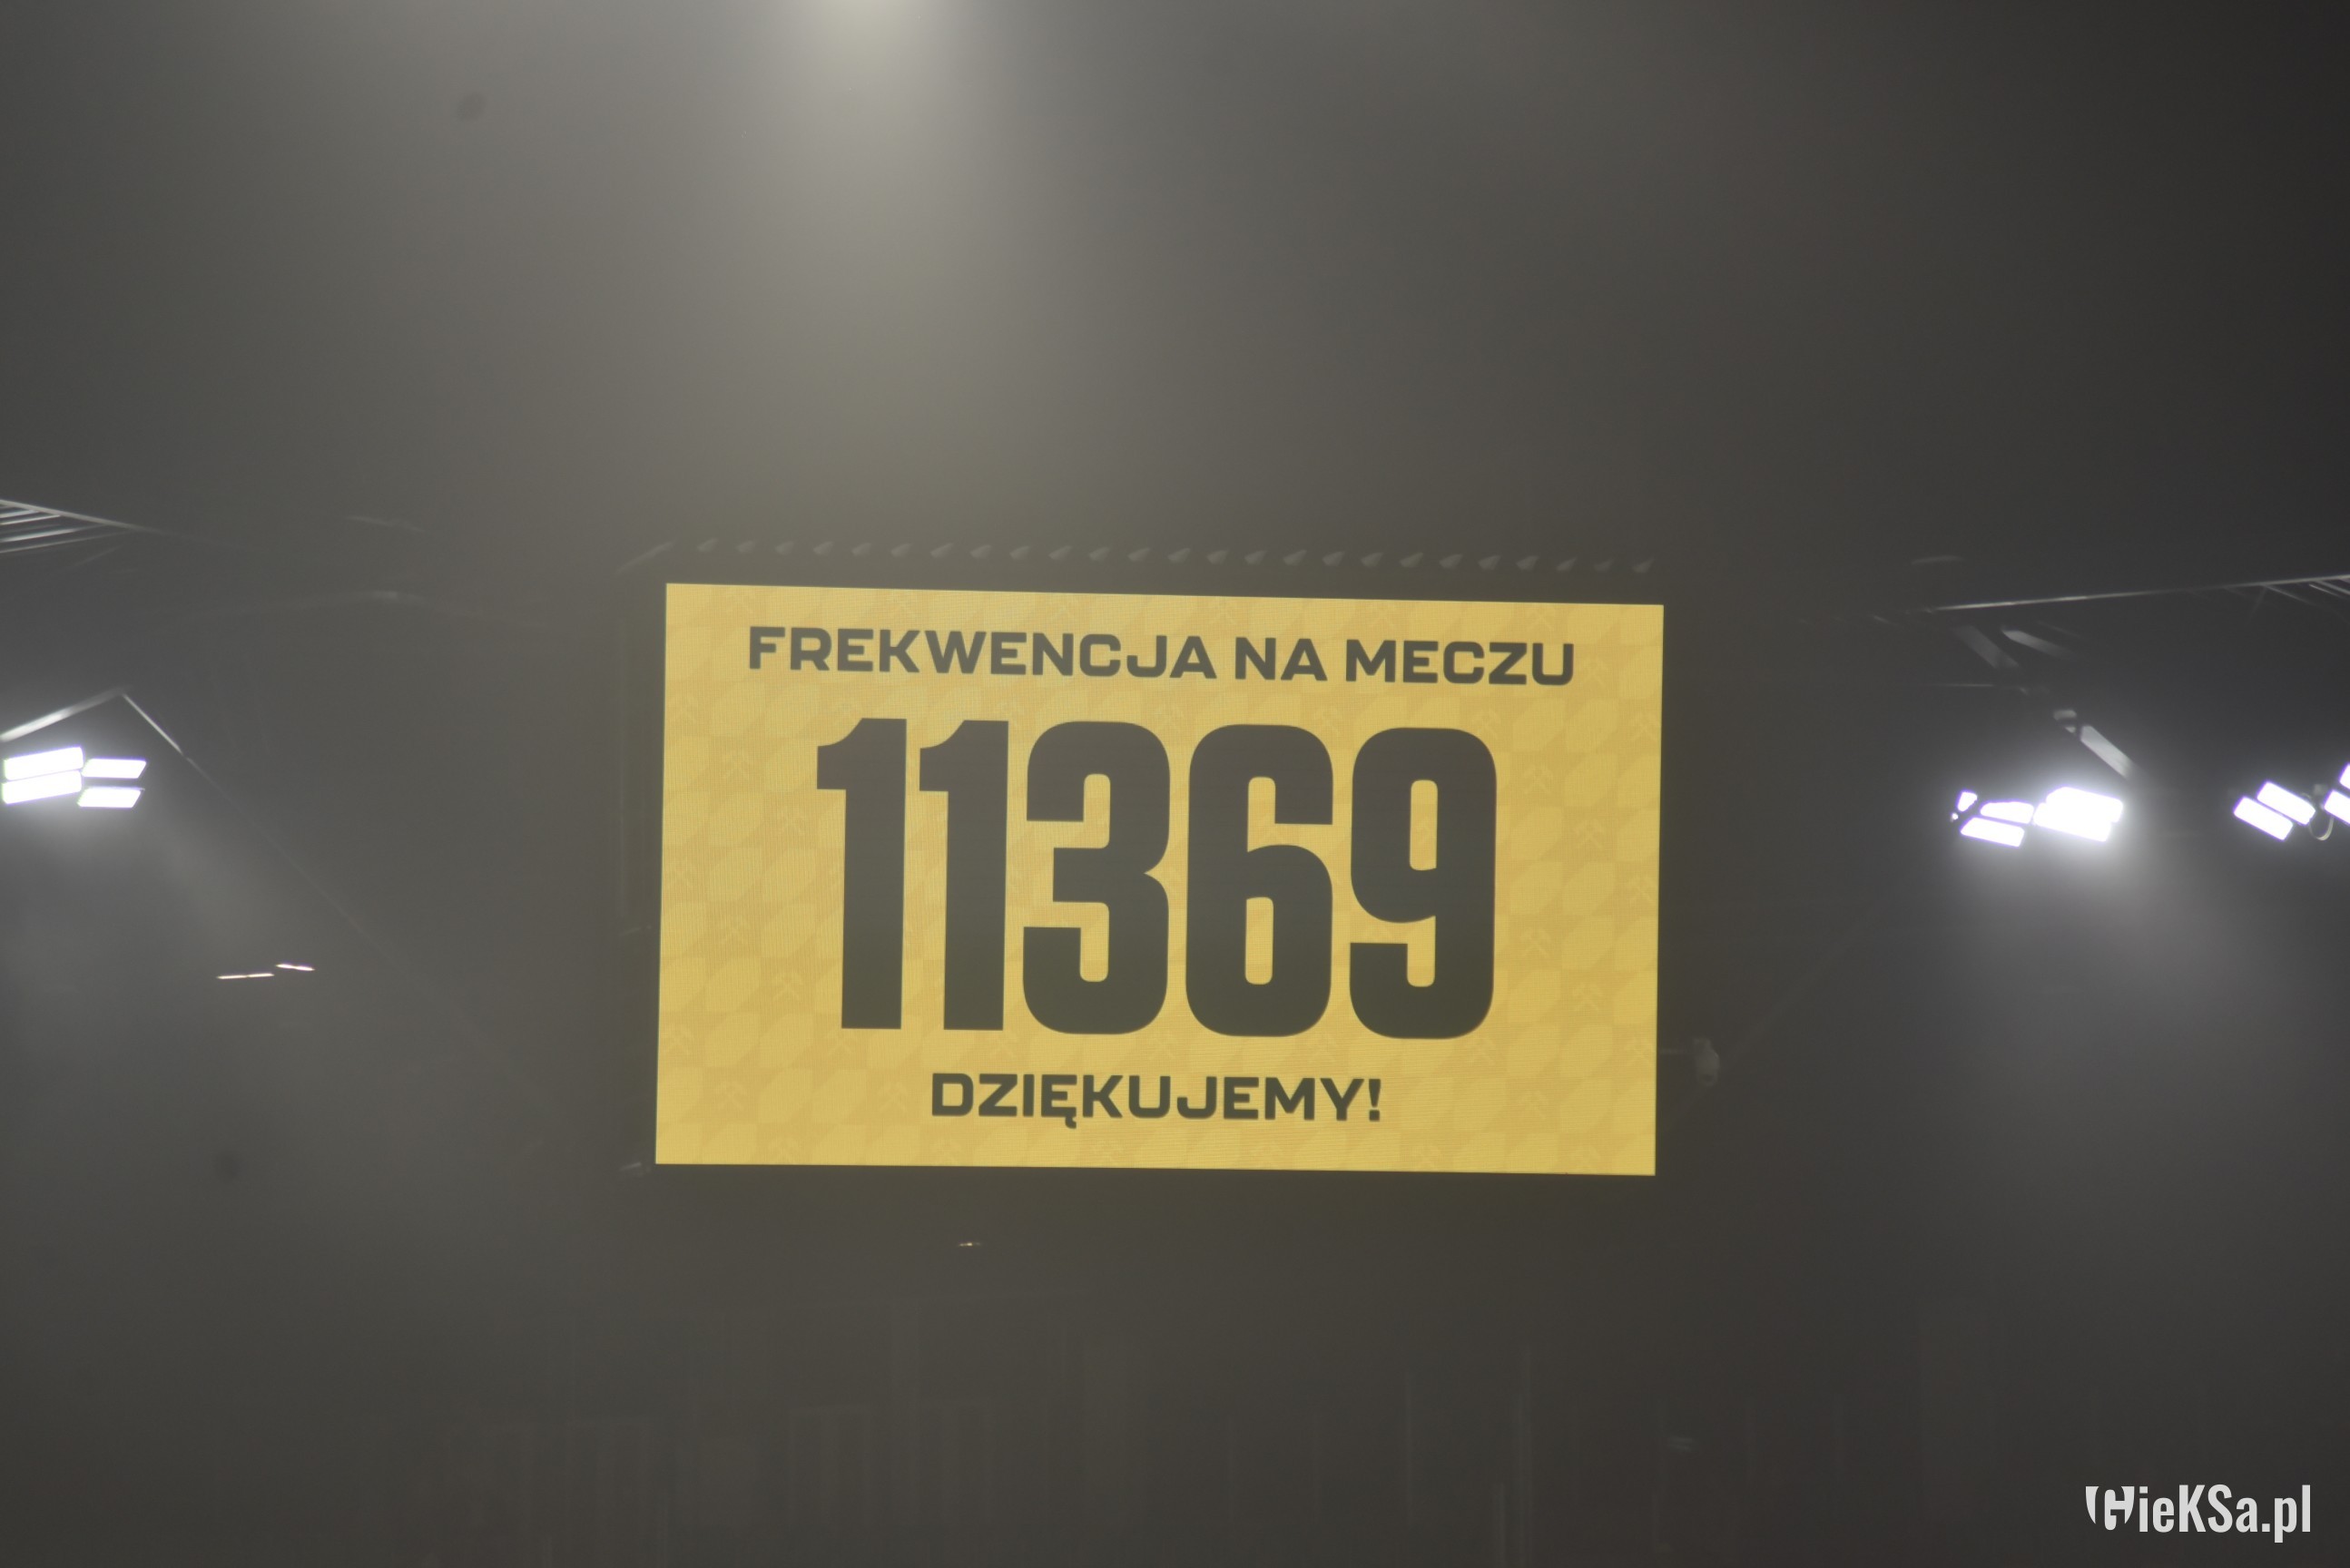 FREKWENCJA NA MECZU
11369
DZIĘKUJEMY!
GieKSa.pl